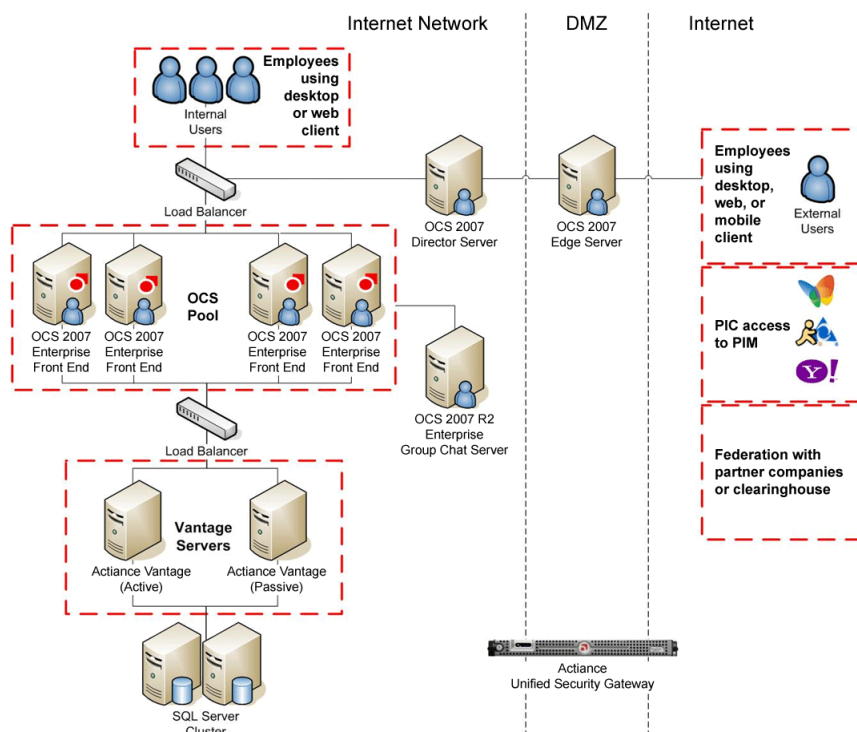 Internet Network
DMZ
Internet
Employees
using
desktop
or web
client
Internal
Users
Load Balancer
OCS 2007
Director Server
OCS 2007
Edge Server
Employees
using
desktop,
web, or
mobile
client
External
Users
OCS
Pool
OCS 2007
Enterprise
Front End
OCS 2007
Enterprise
Front End
OCS 2007
Enterprise
Front End
OCS 2007
Enterprise
Front End
PIC access
to PIM
Y!
OCS 2007 R2
Enterprise
Group Chat Server
Load Balancer
Federation with
partner companies
or clearinghouse
Vantage
Servers
Actiance Vantage
(Active)
Actiance Vantage
(Passive)
Actiance
Unified Security Gateway
SQL Server
Cluster